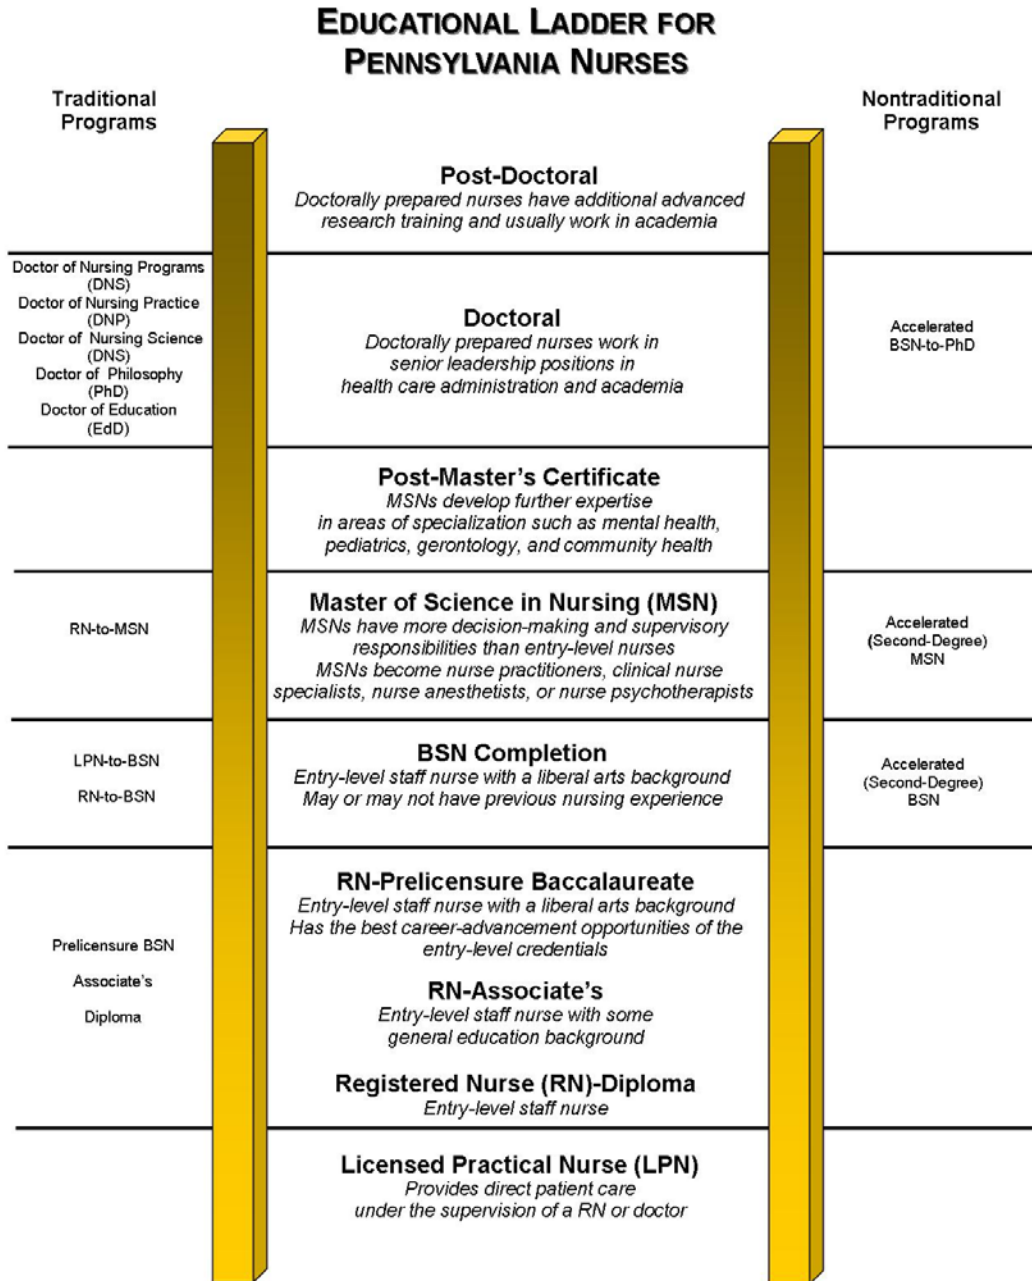 EDUCATIONAL LADDER FOR
PENNSYLVANIA NURSES
Traditional
Programs
Nontraditional
Programs
Post-Doctoral
Doctorally prepared nurses have additional advanced
research training and usually work in academia
Doctor of Nursing Programs
(DNS)
Doctor of Nursing Practice
(DNP)
Doctor of Nursing Science
(DNS)
Doctor of Philosophy
(PhD)
Doctor of Education
(EdD)
Doctoral
Doctorally prepared nurses work in
senior leadership positions in
health care administration and academia
Accelerated
BSN-to-PhD
Post-Master's Certificate
MSNs develop further expertise
in areas of specialization such as mental health,
pediatrics, gerontology, and community health
RN-to-MSN
Master of Science in Nursing (MSN)
MSNs have more decision-making and supervisory
responsibilities than entry-level nurses
MSNs become nurse practitioners, clinical nurse
specialists, nurse anesthetists, or nurse psychotherapists
Accelerated
(Second-Degree)
MSN
LPN-to-BSN
RN-to-BSN
BSN Completion
Entry-level staff nurse with a liberal arts background
May or may not have previous nursing experience
Accelerated
(Second-Degree)
BSN
Prelicensure BSN
Associate's
Diploma
RN-Prelicensure Baccalaureate
Entry-level staff nurse with a liberal arts background
Has the best career-advancement opportunities of the
entry-level credentials
RN-Associate's
Entry-level staff nurse with some
general education background
Registered Nurse (RN)-Diploma
Entry-level staff nurse
Licensed Practical Nurse (LPN)
Provides direct patient care
under the supervision of a RN or doctor